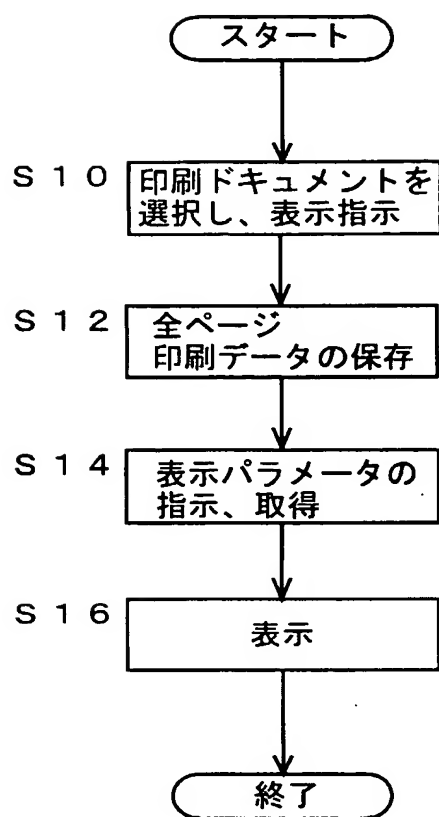 スタート
S10
印刷ドキュメントを
選択し、表示指示
S12
全ページ
印刷データの保存
S14
表示パラメータの
指示、取得
S16
表示
終了